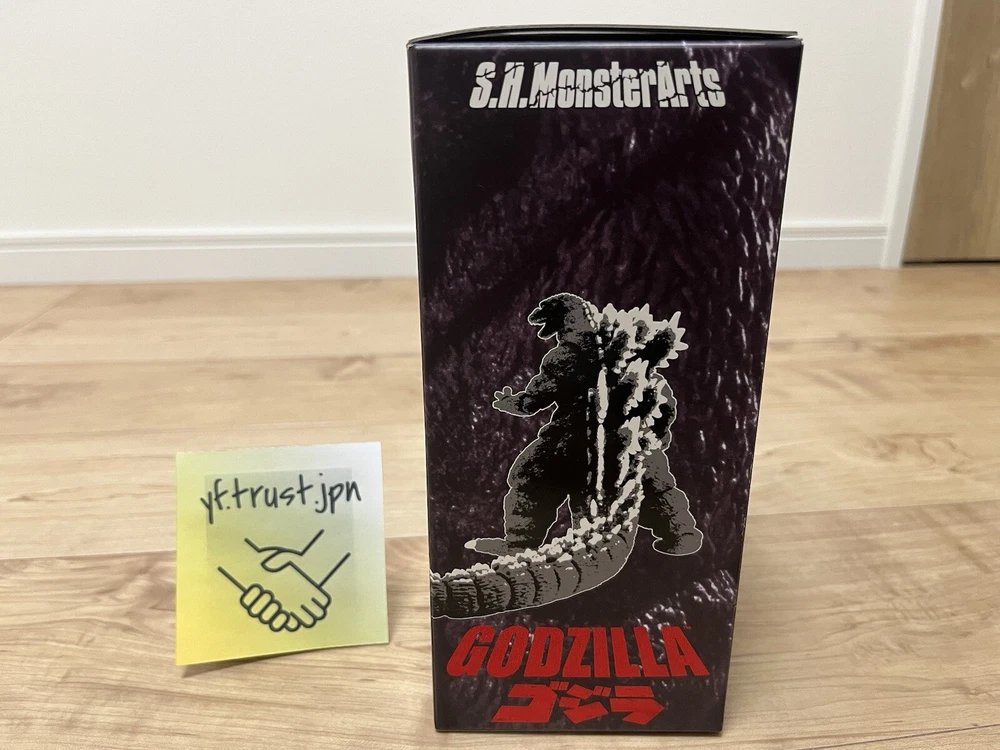 S.H.MonsterArts
yf.trust.jpn
GODZILLA
ゴジラ